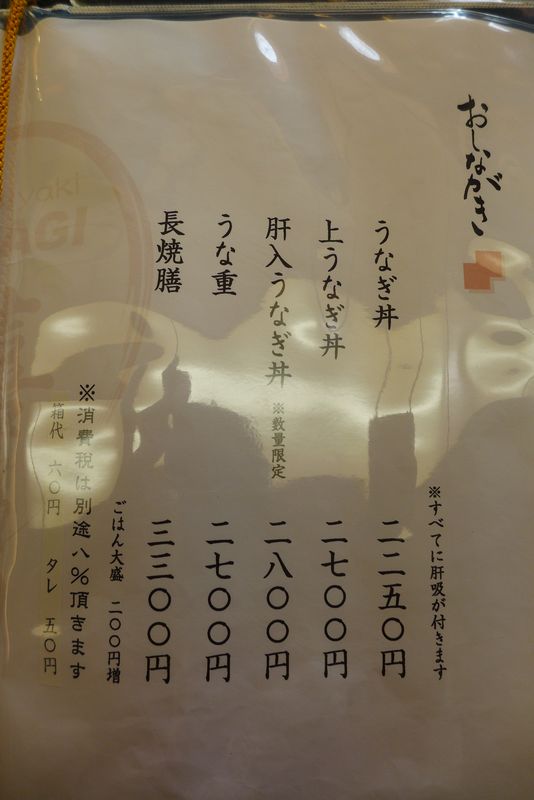 おしながき
※すべてに肝吸が付きます
うなぎ丼 二二五〇円
上うなぎ丼 二七〇〇円
肝入うなぎ丼 ※数量限定 二八〇〇円
うな重 二七〇〇円
長焼膳 三三〇〇円
ごはん大盛 二〇〇円増
※消費税は別途八%頂きます
箱代 六〇円 タレ 五〇円
yaki
AGI